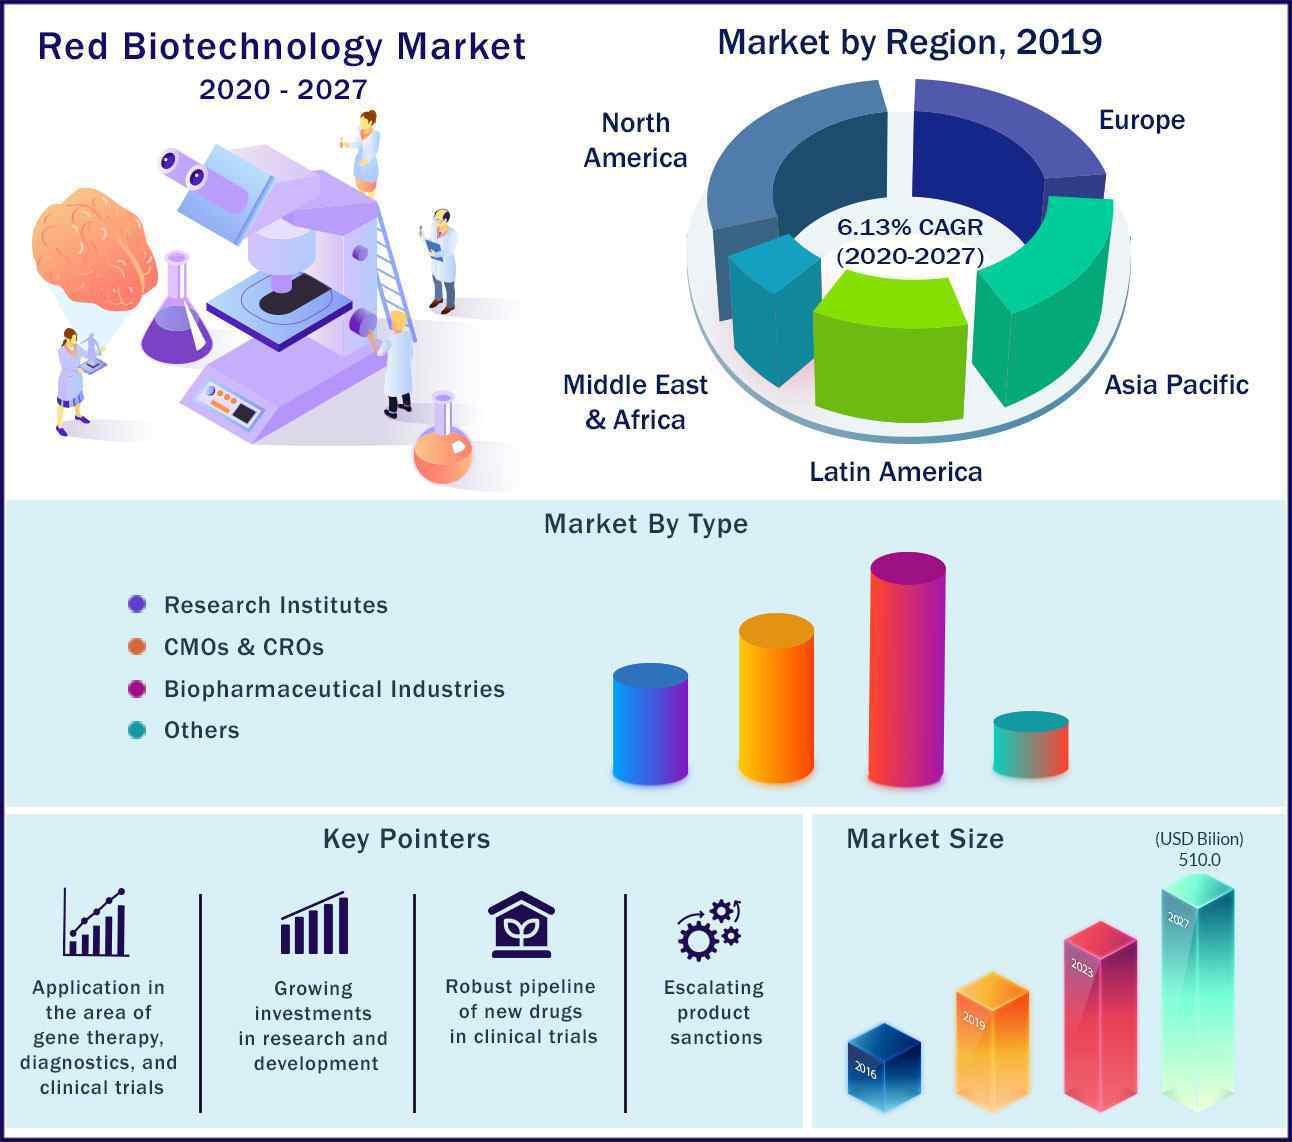 Red Biotechnology Market
2020 - 2027
Market by Region, 2019
North
America
Europe
6.13% CAGR
(2020-2027)
Middle East
& Africa
Asia Pacific
Latin America
Market By Type
Research Institutes
CMOs & CROs
Biopharmaceutical Industries
Others
Key Pointers
Application in
the area of
gene therapy,
diagnostics, and
clinical trials
Growing
investments
in research and
development
Robust pipeline
of new drugs
in clinical trials
Escalating
product
sanctions
Market Size
(USD Bilion)
510.0
2016
2019
2023
2027